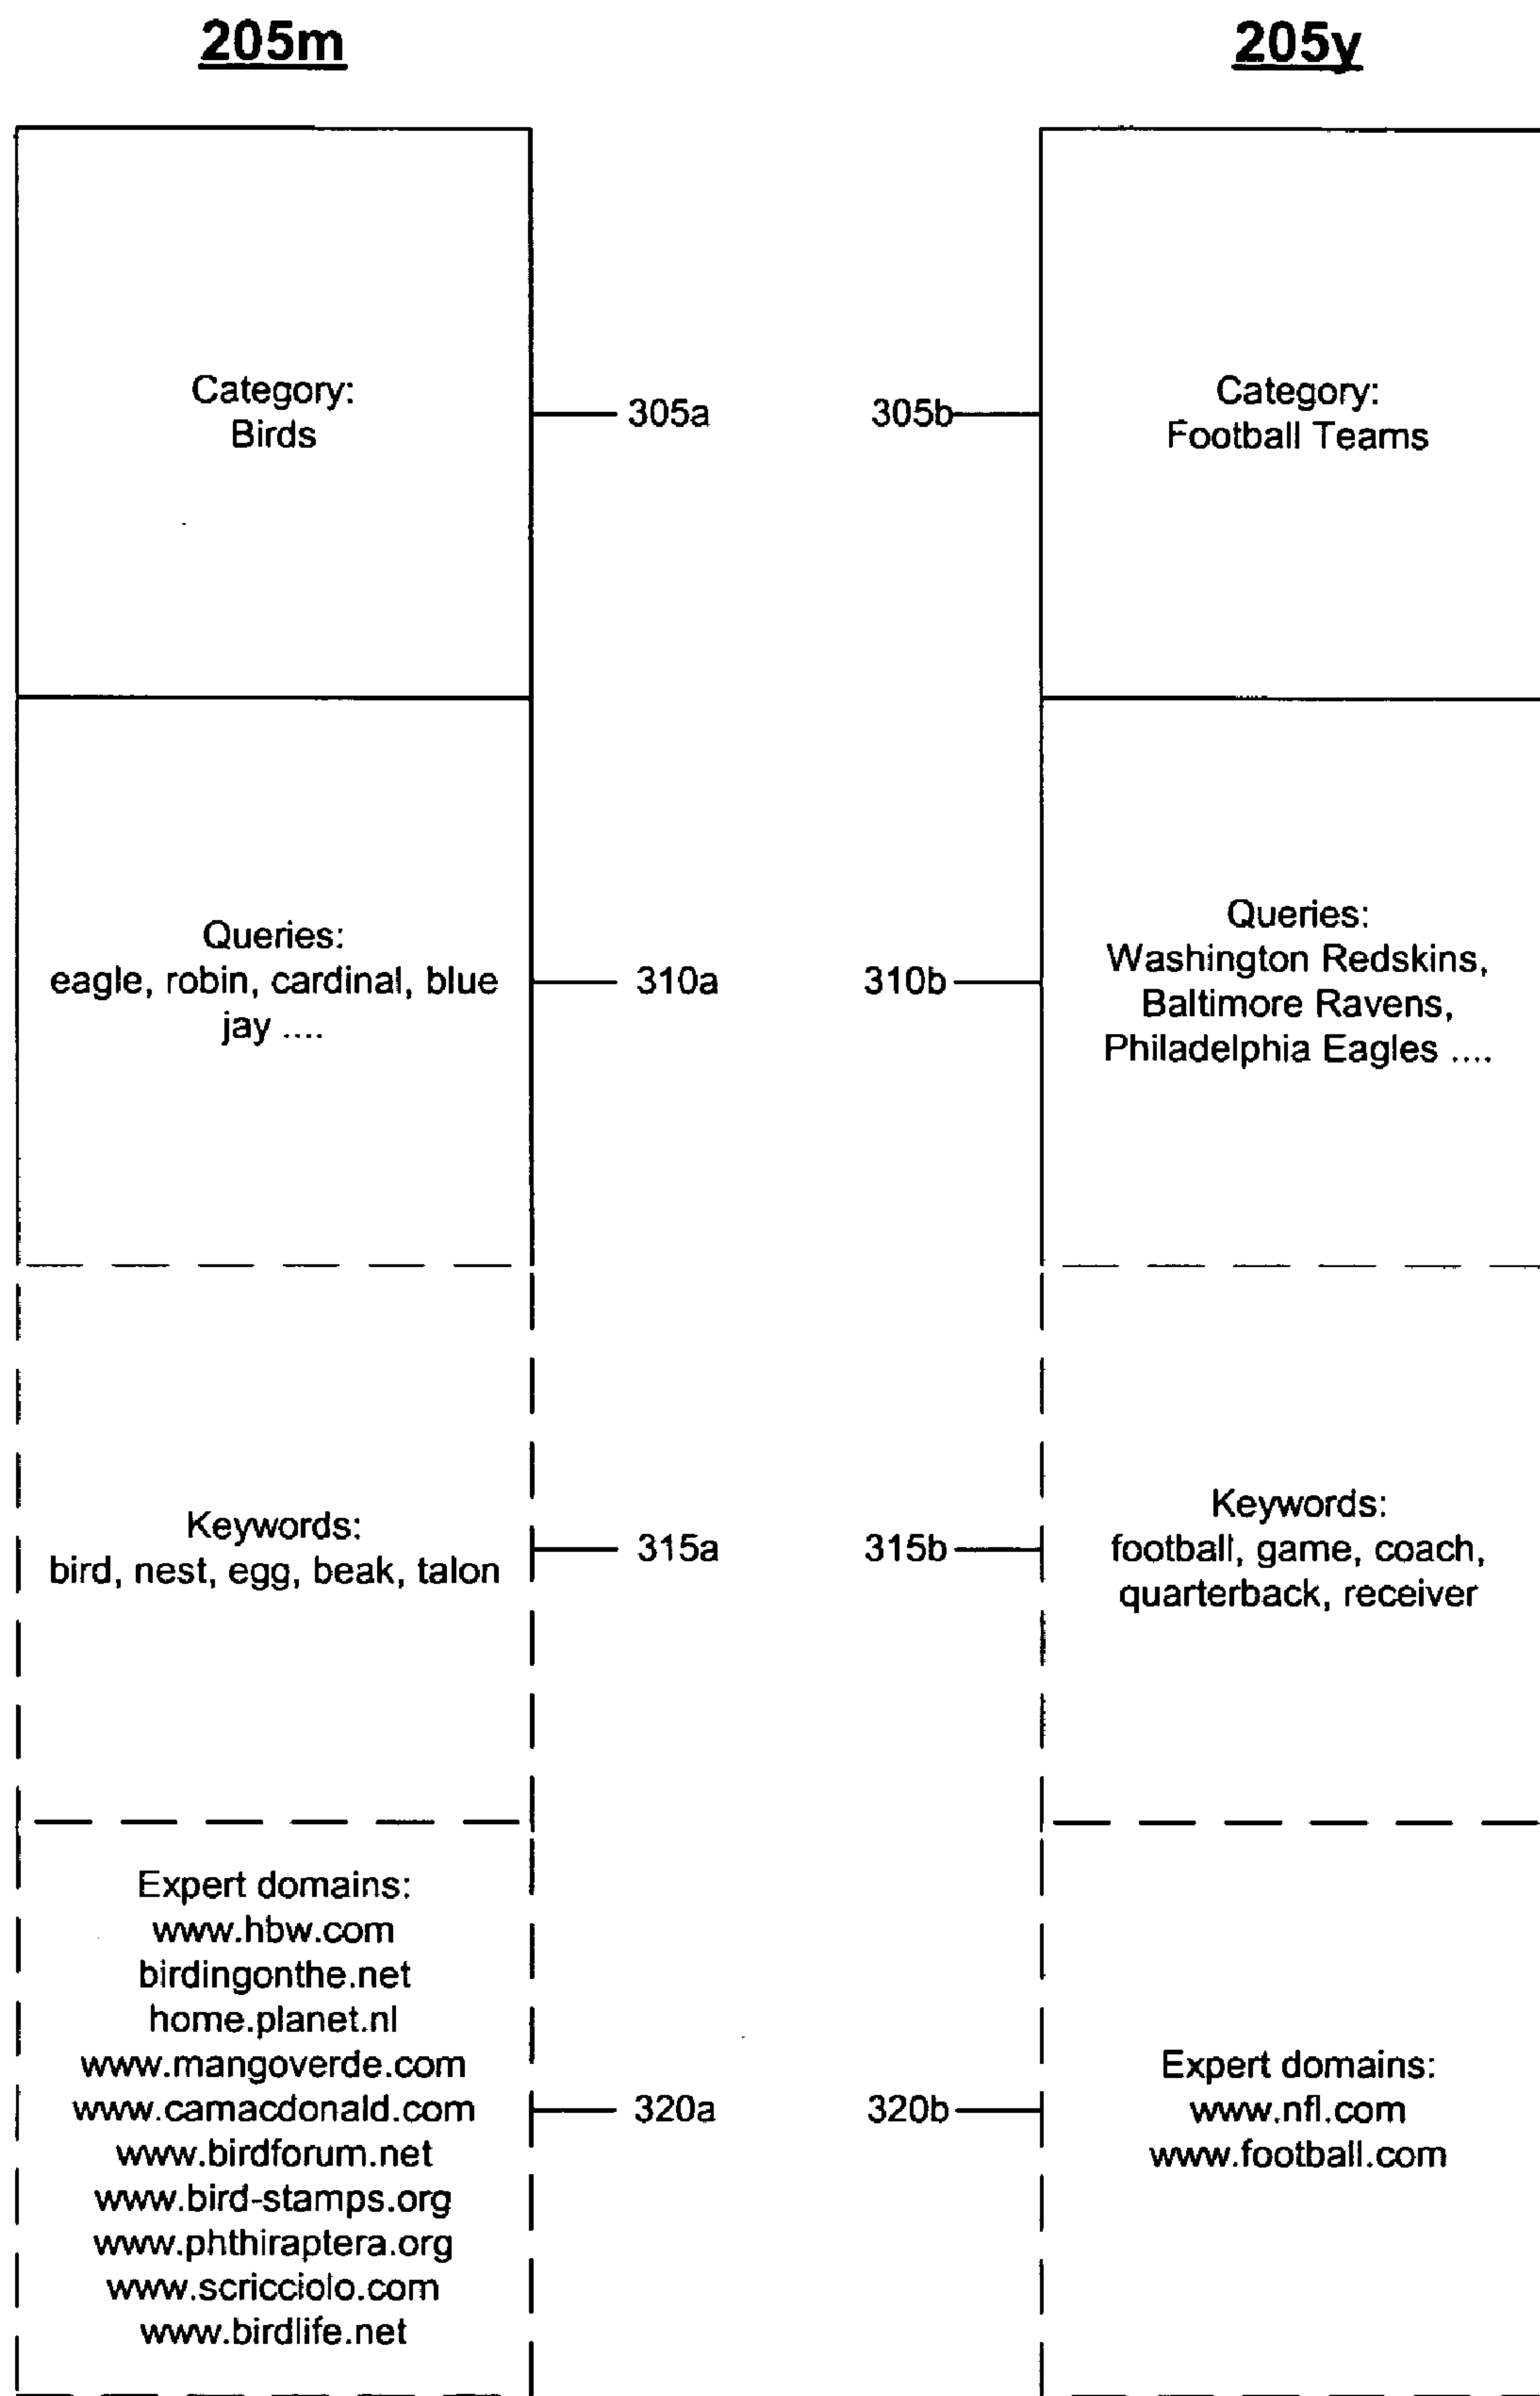 205m
205y
Category:
Birds
305a
305b
Category:
Football Teams
Queries:
eagle, robin, cardinal, blue
jay ....
310a
310b
Queries:
Washington Redskins,
Baltimore Ravens,
Philadelphia Eagles ....
Keywords:
bird, nest, egg, beak, talon
315a
315b
Keywords:
football, game, coach,
quarterback, receiver
Expert domains:
www.hbw.com
birdingonthe.net
home.planet.nl
www.mangoverde.com
www.camacdonald.com
www.birdforum.net
www.bird-stamps.org
www.phthiraptera.org
www.scricciolo.com
www.birdlife.net
320a
320b
Expert domains:
www.nfl.com
www.football.com